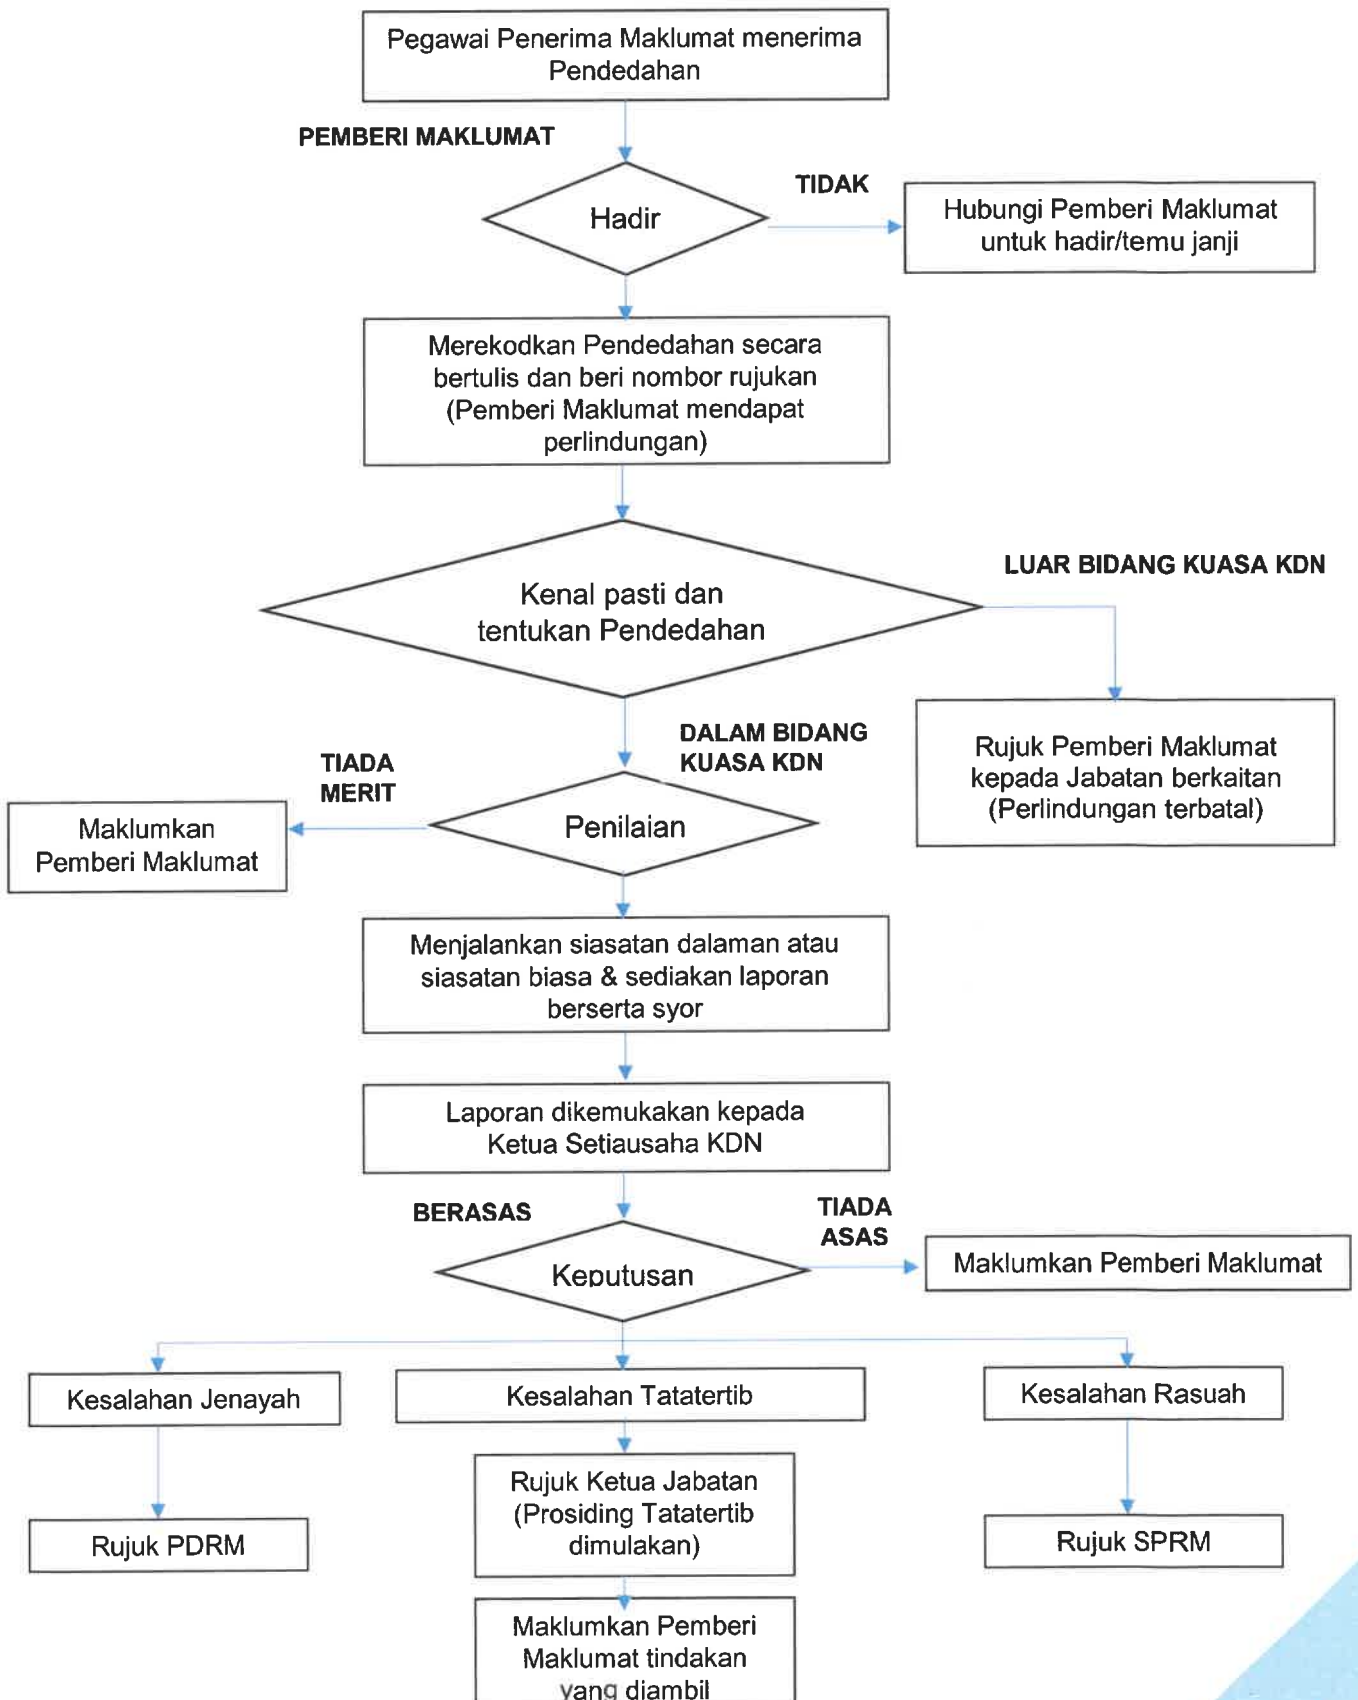 Pegawai Penerima Maklumat menerima
Pendedahan
PEMBERI MAKLUMAT
Hadir
TIDAK
Hubungi Pemberi Maklumat
untuk hadir/temu janji
Merekodkan Pendedahan secara
bertulis dan beri nombor rujukan
(Pemberi Maklumat mendapat
perlindungan)
Kenal pasti dan
tentukan Pendedahan
LUAR BIDANG KUASA KDN
Rujuk Pemberi Maklumat
kepada Jabatan berkaitan
(Perlindungan terbatal)
DALAM BIDANG
KUASA KDN
TIADA
MERIT
Penilaian
Maklumkan
Pemberi Maklumat
Menjalankan siasatan dalaman atau
siasatan biasa & sediakan laporan
berserta syor
Laporan dikemukakan kepada
Ketua Setiausaha KDN
BERASAS
TIADA
ASAS
Keputusan
Maklumkan Pemberi Maklumat
Kesalahan Jenayah
Kesalahan Tatatertib
Kesalahan Rasuah
Rujuk PDRM
Rujuk Ketua Jabatan
(Prosiding Tatatertib
dimulakan)
Rujuk SPRM
Maklumkan Pemberi
Maklumat tindakan
yang diambil